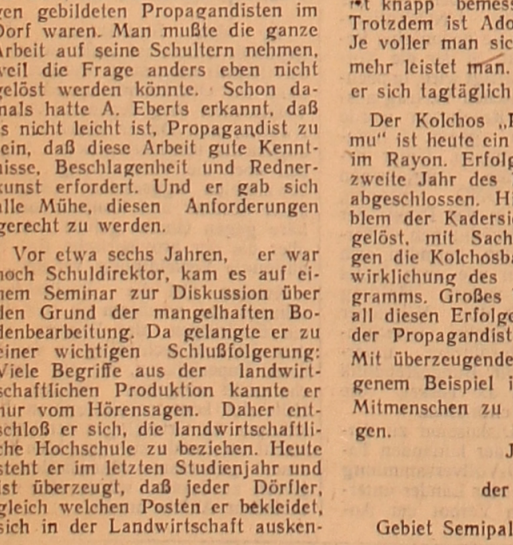 gen gebildeten Propagandisten im
Dorf waren. Man mußte die ganze
Arbeit auf seine Schultern nehmen,
weil die Frage anders eben nicht
gelöst werden könnte. Schon da-
mals hatte A. Eberts erkannt, daß
es nicht leicht ist, Propagandist zu
sein, daß diese Arbeit gute Kennt-
nisse, Beschlagenheit und Redner-
kunst erfordert. Und er gab sich
alle Mühe, diesen Anforderungen
gerecht zu werden.
Vor etwa sechs Jahren, er war
noch Schuldirektor, kam es auf ei-
nem Seminar zur Diskussion über
den Grund der mangelhaften Bo-
denbearbeitung. Da gelangte er zu
einer wichtigen Schlußfolgerung:
Viele Begriffe aus der landwirt-
schaftlichen Produktion kannte er
nur vom Hörensagen. Daher ent-
schloß er sich, die landwirtschaftli-
che Hochschule zu beziehen. Heute
steht er im letzten Studienjahr und
ist überzeugt, daß jeder Dörfler,
gleich welchen Posten er bekleidet,
sich in der Landwirtschaft ausken-
knapp bemess
Trotzdem ist Ado
Je voller man sic
mehr leistet man.
er sich tagtäglich
Der Kolchos „
mu" ist heute ein
im Rayon. Erfolg
zweite Jahr des
abgeschlossen. Hi
blem der Kadersi
gelöst, mit Sach
gen die Kolchosba
wirklichung des
gramms. Großes
all diesen Erfolge
der Propagandist
Mit überzeugende
genem Beispiel i
Mitmenschen zu
gen.
J
der
Gebiet Semipal